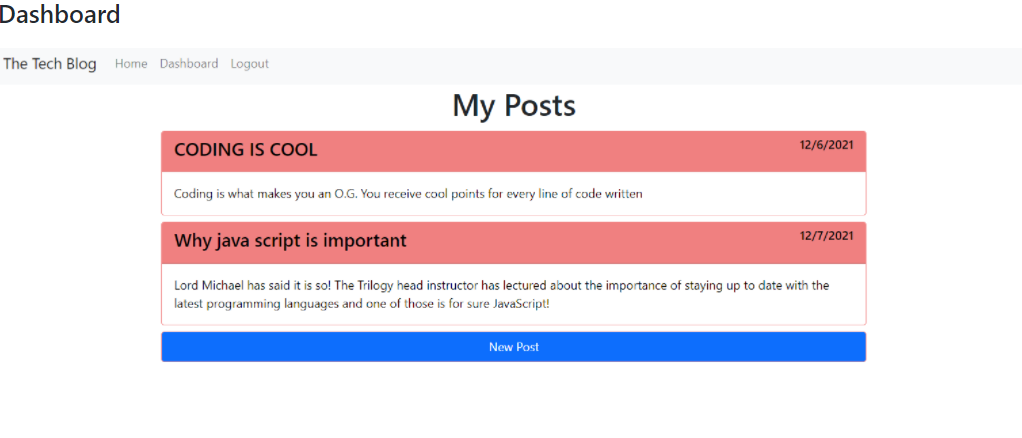 Dashboard
The Tech Blog Home Dashboard Logout
My Posts
CODING IS COOL 12/6/2021
Coding is what makes you an O.G. You receive cool points for every line of code written
Why java script is important 12/7/2021
Lord Michael has said it is so! The Trilogy head instructor has lectured about the importance of staying up to date with the
latest programming languages and one of those is for sure JavaScript!
New Post